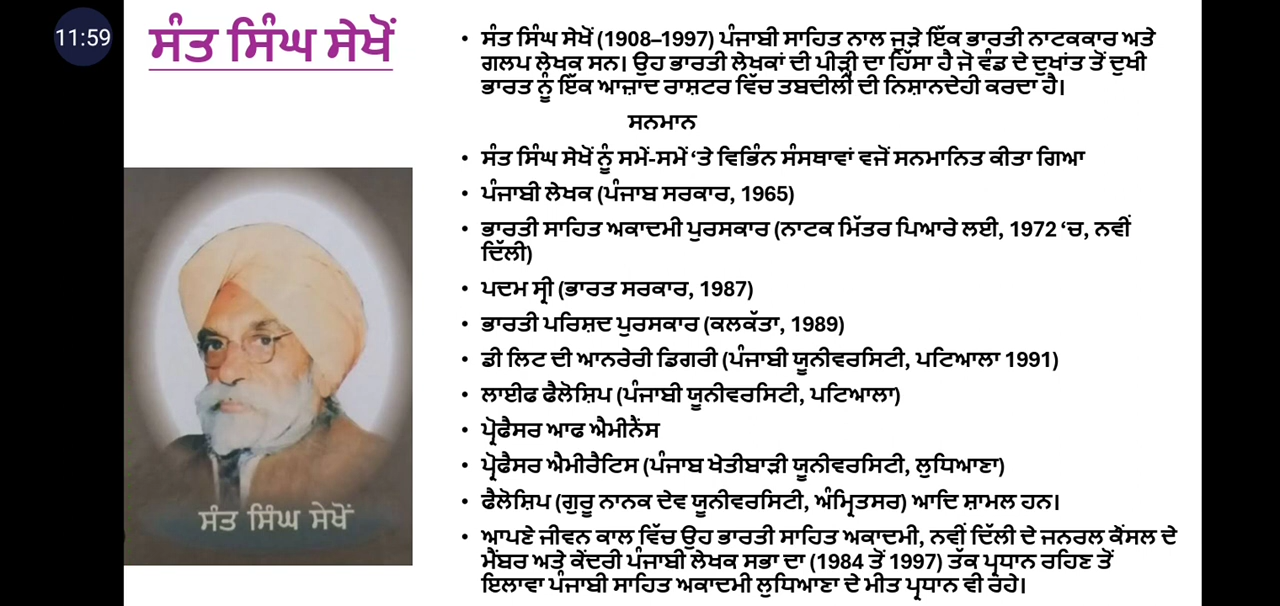 11:59
ਸੰਤ ਸਿੰਘ ਸੇਖੋਂ
ਸੰਤ ਸਿੰਘ ਸੇਖੋਂ
• ਸੰਤ ਸਿੰਘ ਸੇਖੋਂ (1908–1997) ਪੰਜਾਬੀ ਸਾਹਿਤ ਨਾਲ ਜੁੜੇ ਇੱਕ ਭਾਰਤੀ ਨਾਟਕਕਾਰ ਅਤੇ
ਗਲਪ ਲੇਖਕ ਸਨ। ਉਹ ਭਾਰਤੀ ਲੇਖਕਾਂ ਦੀ ਪੀੜ੍ਹੀ ਦਾ ਹਿੱਸਾ ਹੈ ਜੋ ਵੰਡ ਦੇ ਦੁਖਾਂਤ ਤੋਂ ਦੁਖੀ
ਭਾਰਤ ਨੂੰ ਇੱਕ ਆਜ਼ਾਦ ਰਾਸ਼ਟਰ ਵਿੱਚ ਤਬਦੀਲੀ ਦੀ ਨਿਸ਼ਾਨਦੇਹੀ ਕਰਦਾ ਹੈ।
ਸਨਮਾਨ
• ਸੰਤ ਸਿੰਘ ਸੇਖੋਂ ਨੂੰ ਸਮੇਂ-ਸਮੇਂ ‘ਤੇ ਵਿਭਿੰਨ ਸੰਸਥਾਵਾਂ ਵਜੋਂ ਸਨਮਾਨਿਤ ਕੀਤਾ ਗਿਆ
• ਪੰਜਾਬੀ ਲੇਖਕ (ਪੰਜਾਬ ਸਰਕਾਰ, 1965)
• ਭਾਰਤੀ ਸਾਹਿਤ ਅਕਾਦਮੀ ਪੁਰਸਕਾਰ (ਨਾਟਕ ਮਿੱਤਰ ਪਿਆਰੇ ਲਈ, 1972 ‘ਚ, ਨਵੀਂ
ਦਿੱਲੀ)
• ਪਦਮ ਸ੍ਰੀ (ਭਾਰਤ ਸਰਕਾਰ, 1987)
• ਭਾਰਤੀ ਪਰਿਸ਼ਦ ਪੁਰਸਕਾਰ (ਕਲਕੱਤਾ, 1989)
• ਡੀ ਲਿਟ ਦੀ ਆਨਰੇਰੀ ਡਿਗਰੀ (ਪੰਜਾਬੀ ਯੂਨੀਵਰਸਿਟੀ, ਪਟਿਆਲਾ 1991)
• ਲਾਈਫ ਫੈਲੋਸ਼ਿਪ (ਪੰਜਾਬੀ ਯੂਨੀਵਰਸਿਟੀ, ਪਟਿਆਲਾ)
• ਪ੍ਰੋਫੈਸਰ ਆਫ ਐਮੀਨੈਂਸ
• ਪ੍ਰੋਫੈਸਰ ਐਮੀਰੈਟਿਸ (ਪੰਜਾਬ ਖੇਤੀਬਾੜੀ ਯੂਨੀਵਰਸਿਟੀ, ਲੁਧਿਆਣਾ)
• ਫੈਲੋਸ਼ਿਪ (ਗੁਰੂ ਨਾਨਕ ਦੇਵ ਯੂਨੀਵਰਸਿਟੀ, ਅੰਮ੍ਰਿਤਸਰ) ਆਦਿ ਸ਼ਾਮਲ ਹਨ।
• ਆਪਣੇ ਜੀਵਨ ਕਾਲ ਵਿੱਚ ਉਹ ਭਾਰਤੀ ਸਾਹਿਤ ਅਕਾਦਮੀ, ਨਵੀਂ ਦਿੱਲੀ ਦੇ ਜਨਰਲ ਕੌਂਸਲ ਦੇ
ਮੈਂਬਰ ਅਤੇ ਕੇਂਦਰੀ ਪੰਜਾਬੀ ਲੇਖਕ ਸਭਾ ਦਾ (1984 ਤੋਂ 1997) ਤੱਕ ਪ੍ਰਧਾਨ ਰਹਿਣ ਤੋਂ
ਇਲਾਵਾ ਪੰਜਾਬੀ ਸਾਹਿਤ ਅਕਾਦਮੀ ਲੁਧਿਆਣਾ ਦੇ ਮੀਤ ਪ੍ਰਧਾਨ ਵੀ ਰਹੇ।